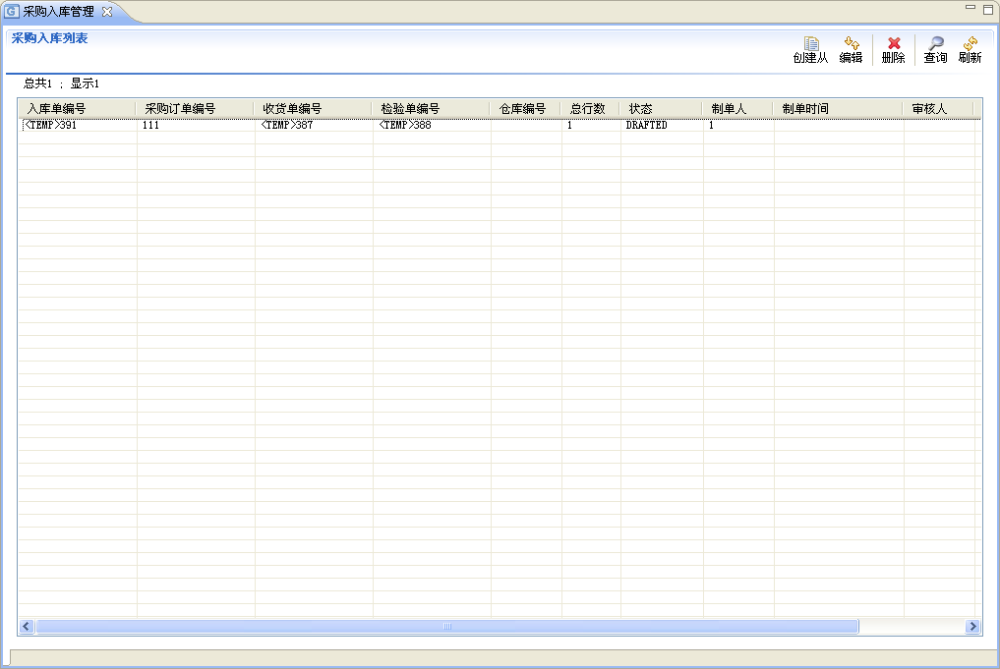 采购入库管理
采购入库列表
创建从 编辑 删除 查询 刷新
总共1 ; 显示1
入库单编号 采购订单编号 收货单编号 检验单编号 仓库编号 总行数 状态 制单人 制单时间 审核人
<TEMP>391 111 <TEMP>387 <TEMP>388 1 DRAFTED 1